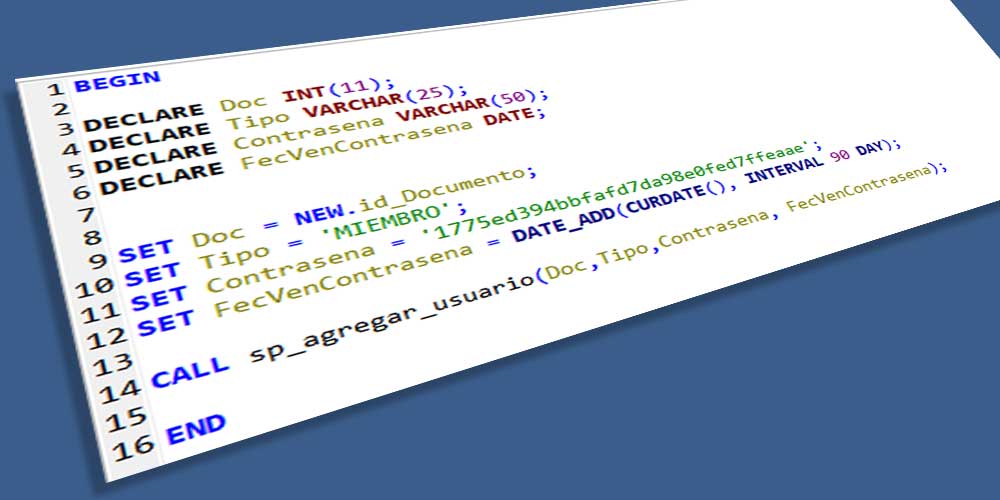 1 BEGIN
2
3 DECLARE Doc INT(11);
4 DECLARE Tipo VARCHAR(25);
5 DECLARE Contrasena VARCHAR(50);
6 DECLARE FecVenContrasena DATE;
7
8
9 SET Doc = NEW.id_Documento;
10 SET Tipo = 'MIEMBRO';
11 SET Contrasena = '1775ed394bbfafd7da98e0fed7ffeaae';
12 SET FecVenContrasena = DATE_ADD(CURDATE(), INTERVAL 90 DAY);
13
14 CALL sp_agregar_usuario(Doc,Tipo,Contrasena, FecVenContrasena);
15
16 END